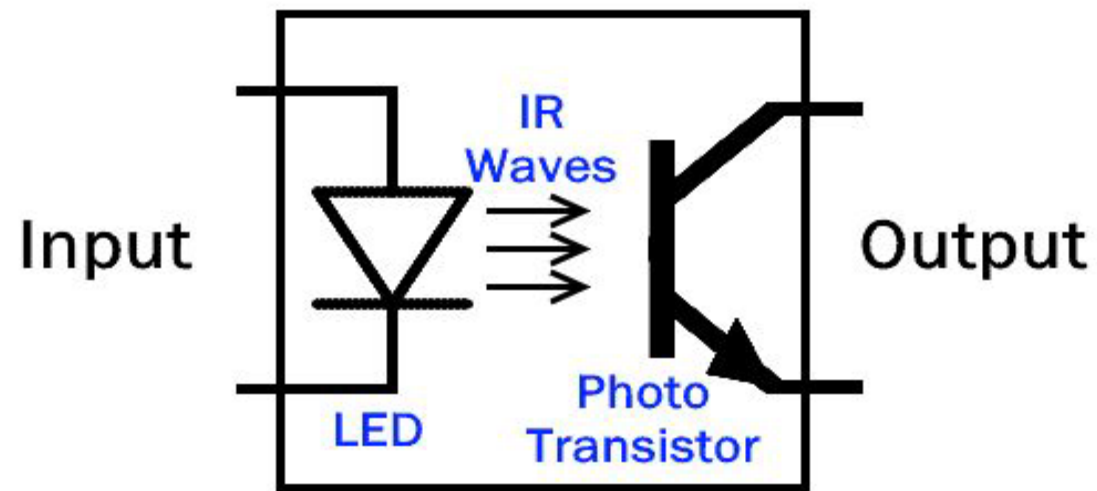 IR
Waves
Input
Output
LED
Photo
Transistor